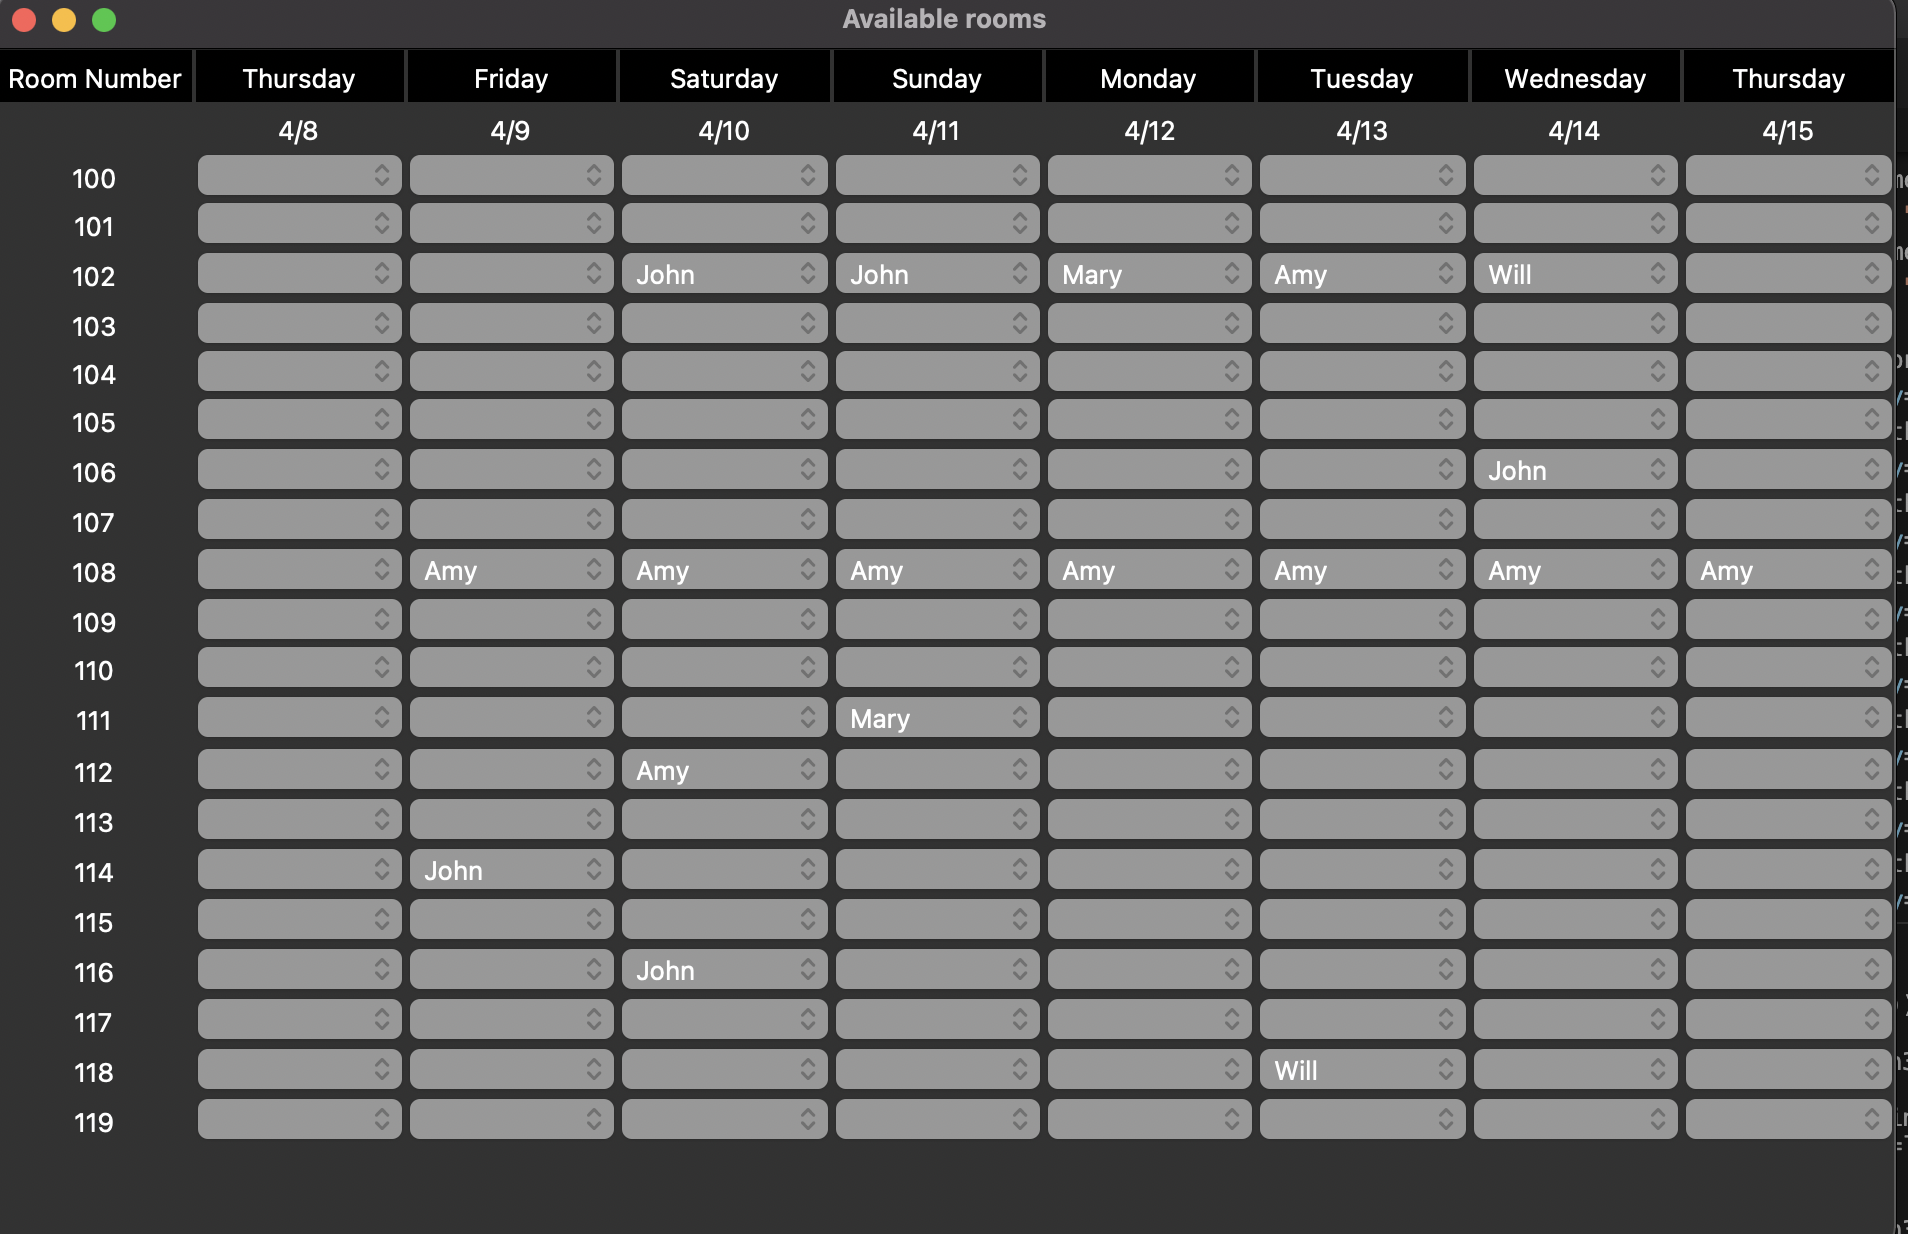 Available rooms
Room Number Thursday Friday Saturday Sunday Monday Tuesday Wednesday Thursday
4/8 4/9 4/10 4/11 4/12 4/13 4/14 4/15
100
101
102 John John Mary Amy Will
103
104
105
106 John
107
108 Amy Amy Amy Amy Amy Amy Amy
109
110
111 Mary
112 Amy
113
114 John
115
116 John
117
118 Will
119